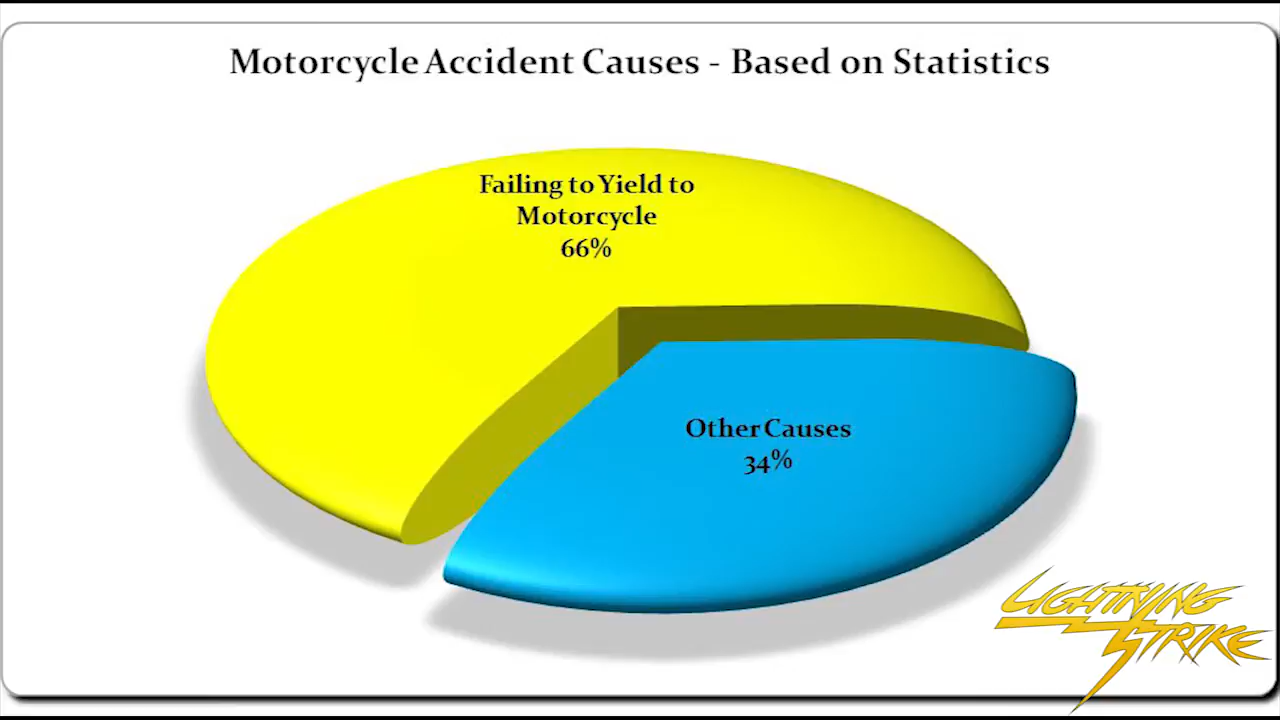 Motorcycle Accident Causes - Based on Statistics
Failing to Yield to
Motorcycle
66%
Other Causes
34%
LIGHTNING
STRIKE